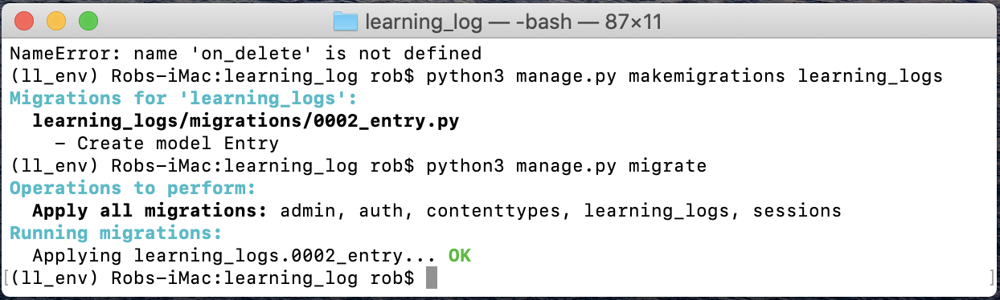 learning_log — -bash — 87×11
NameError: name 'on_delete' is not defined
(ll_env) Robs-iMac:learning_log rob$ python3 manage.py makemigrations learning_logs
Migrations for 'learning_logs':
  learning_logs/migrations/0002_entry.py
    - Create model Entry
(ll_env) Robs-iMac:learning_log rob$ python3 manage.py migrate
Operations to perform:
  Apply all migrations: admin, auth, contenttypes, learning_logs, sessions
Running migrations:
  Applying learning_logs.0002_entry... OK
[(ll_env) Robs-iMac:learning_log rob$ ]